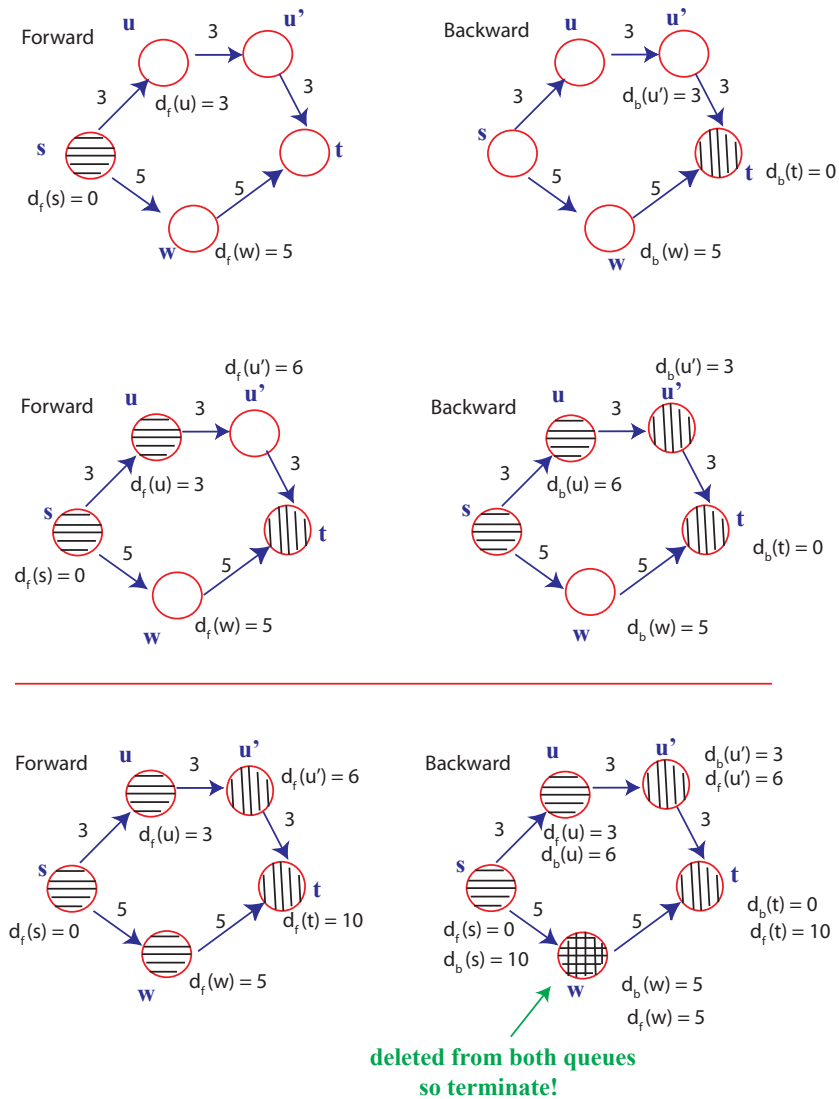 Forward
u
3
u’
3
3
d_f(u) = 3
s
t
5
5
d_f(s) = 0
w
d_f(w) = 5
Backward
u
3
u’
3
3
d_b(u’) = 3
s
t
d_b(t) = 0
5
5
w
d_b(w) = 5
d_f(u’) = 6
Forward
u
3
u’
3
3
d_f(u) = 3
s
t
5
5
d_f(s) = 0
d_f(w) = 5
w
d_b(u’) = 3
Backward
u
3
u’
3
3
d_b(u) = 6
s
t
d_b(t) = 0
5
5
w
d_b(w) = 5
Forward
u
3
u’
d_f(u’) = 6
3
3
d_f(u) = 3
s
t
5
5
d_f(t) = 10
d_f(s) = 0
d_f(w) = 5
w
Backward
u
3
u’
d_b(u’) = 3
d_f(u’) = 6
3
3
d_f(u) = 3
d_b(u) = 6
s
t
5
5
d_b(t) = 0
d_f(t) = 10
d_f(s) = 0
d_b(s) = 10
w
d_b(w) = 5
d_f(w) = 5
deleted from both queues
so terminate!